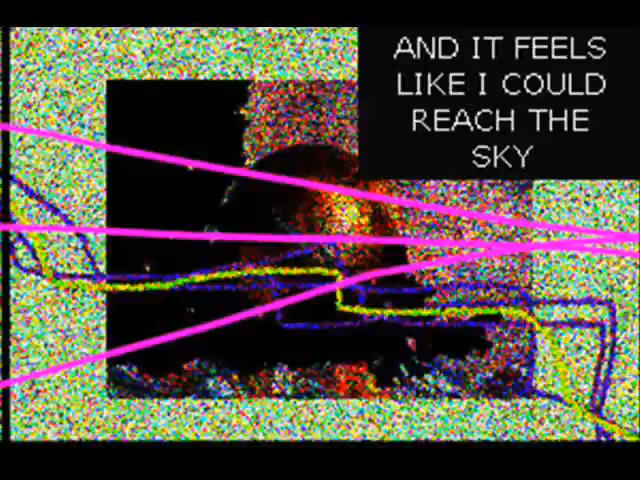 AND IT FEELS
LIKE I COULD
REACH THE
SKY